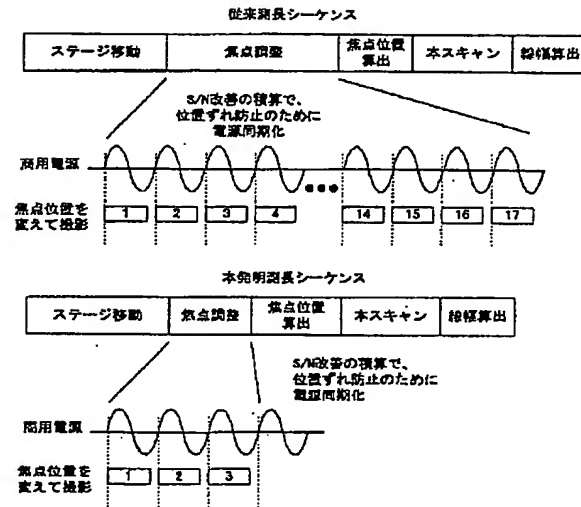 従来測長シーケンス
ステージ移動
焦点調整
焦点位置
算出
本スキャン
線幅算出
S/N改善の積算で、
位置ずれ防止のために
電源同期化
商用電源
焦点位置を
変えて撮影
1 2 3 4 ●●● 14 15 16 17
本発明測長シーケンス
ステージ移動
焦点調整
焦点位置
算出
本スキャン
線幅算出
S/N改善の積算で、
位置ずれ防止のために
電源同期化
商用電源
焦点位置を
変えて撮影
1 2 3